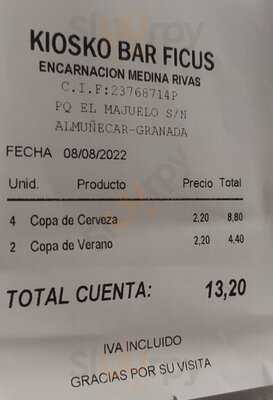 KIOSKO BAR FICUS
ENCARNACION MEDINA RIVAS
C.I.F:23768714P
PQ EL MAJUELO S/N
ALMUÑECAR-GRANADA
FECHA 08/08/2022
Unid. Producto Precio Total
4 Copa de Cerveza 2,20 8,80
2 Copa de Verano 2,20 4,40
TOTAL CUENTA: 13,20
IVA INCLUIDO
GRACIAS POR SU VISITA